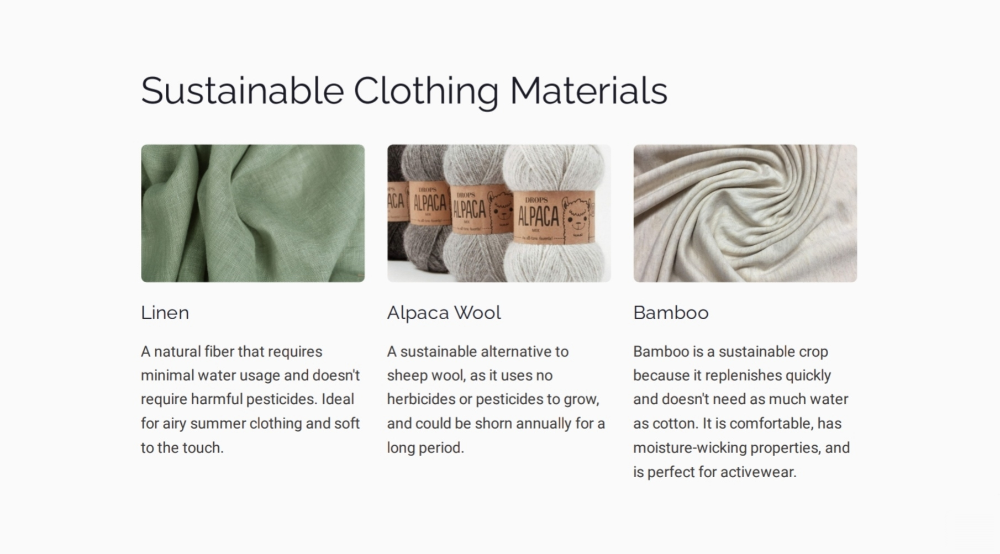 Sustainable Clothing Materials
ACA
DROPS
ALPACA
MIX
DROPS
ALPACA
MIX
DROPS
ALPACA
MIX
An all-time favorite!
Linen
A natural fiber that requires
minimal water usage and doesn't
require harmful pesticides. Ideal
for airy summer clothing and soft
to the touch.
Alpaca Wool
A sustainable alternative to
sheep wool, as it uses no
herbicides or pesticides to grow,
and could be shorn annually for a
long period.
Bamboo
Bamboo is a sustainable crop
because it replenishes quickly
and doesn't need as much water
as cotton. It is comfortable, has
moisture-wicking properties, and
is perfect for activewear.